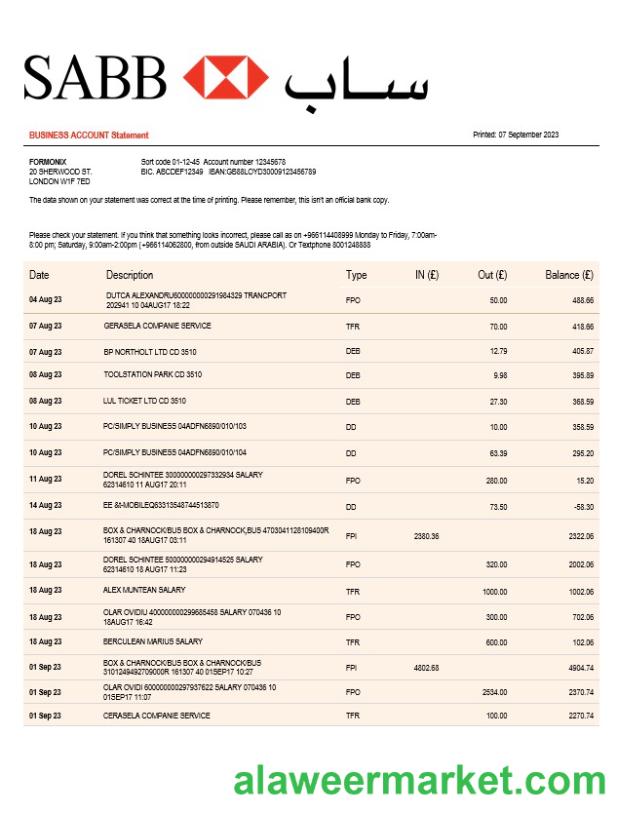 SABB ساب
BUSINESS ACCOUNT Statement Printed: 07 September 2023
FORMONIX Sort code 01-12-45 Account number 12345678
20 SHERWOOD ST. BIC. ABCDEF12349 IBAN:GB88LOYD30009123456789
LONDON W1F 7ED
The data shown on your statement was correct at the time of printing. Please remember, this isn't an official bank copy.
Please check your statement. If you think that something looks incorrect, please call as on +966114408999 Monday to Friday, 7:00am-
8:00 pm; Saturday, 9:00am-2:00pm (+966114062800, from outside SAUDI ARABIA). Or Textphone 8001248888
Date Description Type IN (£) Out (£) Balance (£)
04 Aug 23 DUTCA ALEXANDRU600000000291984329 TRANCPORT
202941 10 04AUG17 18:22 FPO 50.00 488.66
07 Aug 23 GERASELA COMPANIE SERVICE TFR 70.00 418.66
07 Aug 23 BP NORTHOLT LTD CD 3510 DEB 12.79 405.87
08 Aug 23 TOOLSTATION PARK CD 3510 DEB 9.98 395.89
08 Aug 23 LUL TICKET LTD CD 3510 DEB 27.30 368.59
10 Aug 23 PC/SIMPLY BUSINESS 04ADFN6890/010/103 DD 10.00 358.59
10 Aug 23 PC/SIMPLY BUSINESS 04ADFN6890/010/104 DD 63.39 295.20
11 Aug 23 DOREL SCHINTEE 300000000297332934 SALARY
62314610 11 AUG17 20:11 FPO 280.00 15.20
14 Aug 23 EE &t-MOBILEQ63313548744513870 DD 73.50 -58.30
18 Aug 23 BOX & CHARNOCK/BUS BOX & CHARNOCK,BUS 4703041128109400R
161307 40 18AUG17 03:11 FPI 2380.36 2322.06
18 Aug 23 DOREL SCHINTEE 500000000294914525 SALARY
62314610 18 AUG17 11:23 FPO 320.00 2002.06
18 Aug 23 ALEX MUNTEAN SALARY TFR 1000.00 1002.06
18 Aug 23 OLAR OVIDIU 400000000299685458 SALARY 070436 10
18AUG17 16:42 FPO 300.00 702.06
18 Aug 23 BERCULEAN MARIUS SALARY TFR 600.00 102.06
01 Sep 23 BOX & CHARNOCK/BUS BOX & CHARNOCK/BUS
3101249492709000R 161307 40 01SEP17 10:27 FPI 4802.68 4904.74
01 Sep 23 OLAR OVIDI 600000000297937622 SALARY 070436 10
01SEP17 11:07 FPO 2534.00 2370.74
01 Sep 23 CERASELA COMPANIE SERVICE TFR 100.00 2270.74
alaweermarket.com